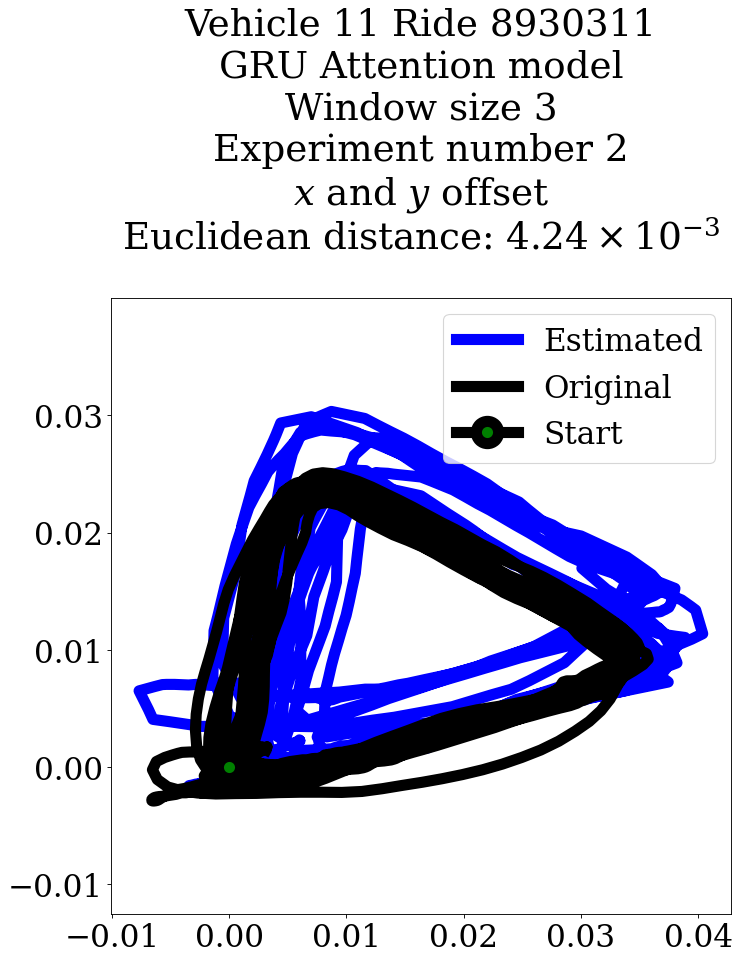 Vehicle 11 Ride 8930311
GRU Attention model
Window size 3
Experiment number 2
x and y offset
Euclidean distance: 4.24 × 10⁻³
Estimated
Original
Start
0.03
0.02
0.01
0.00
−0.01
−0.01 0.00 0.01 0.02 0.03 0.04